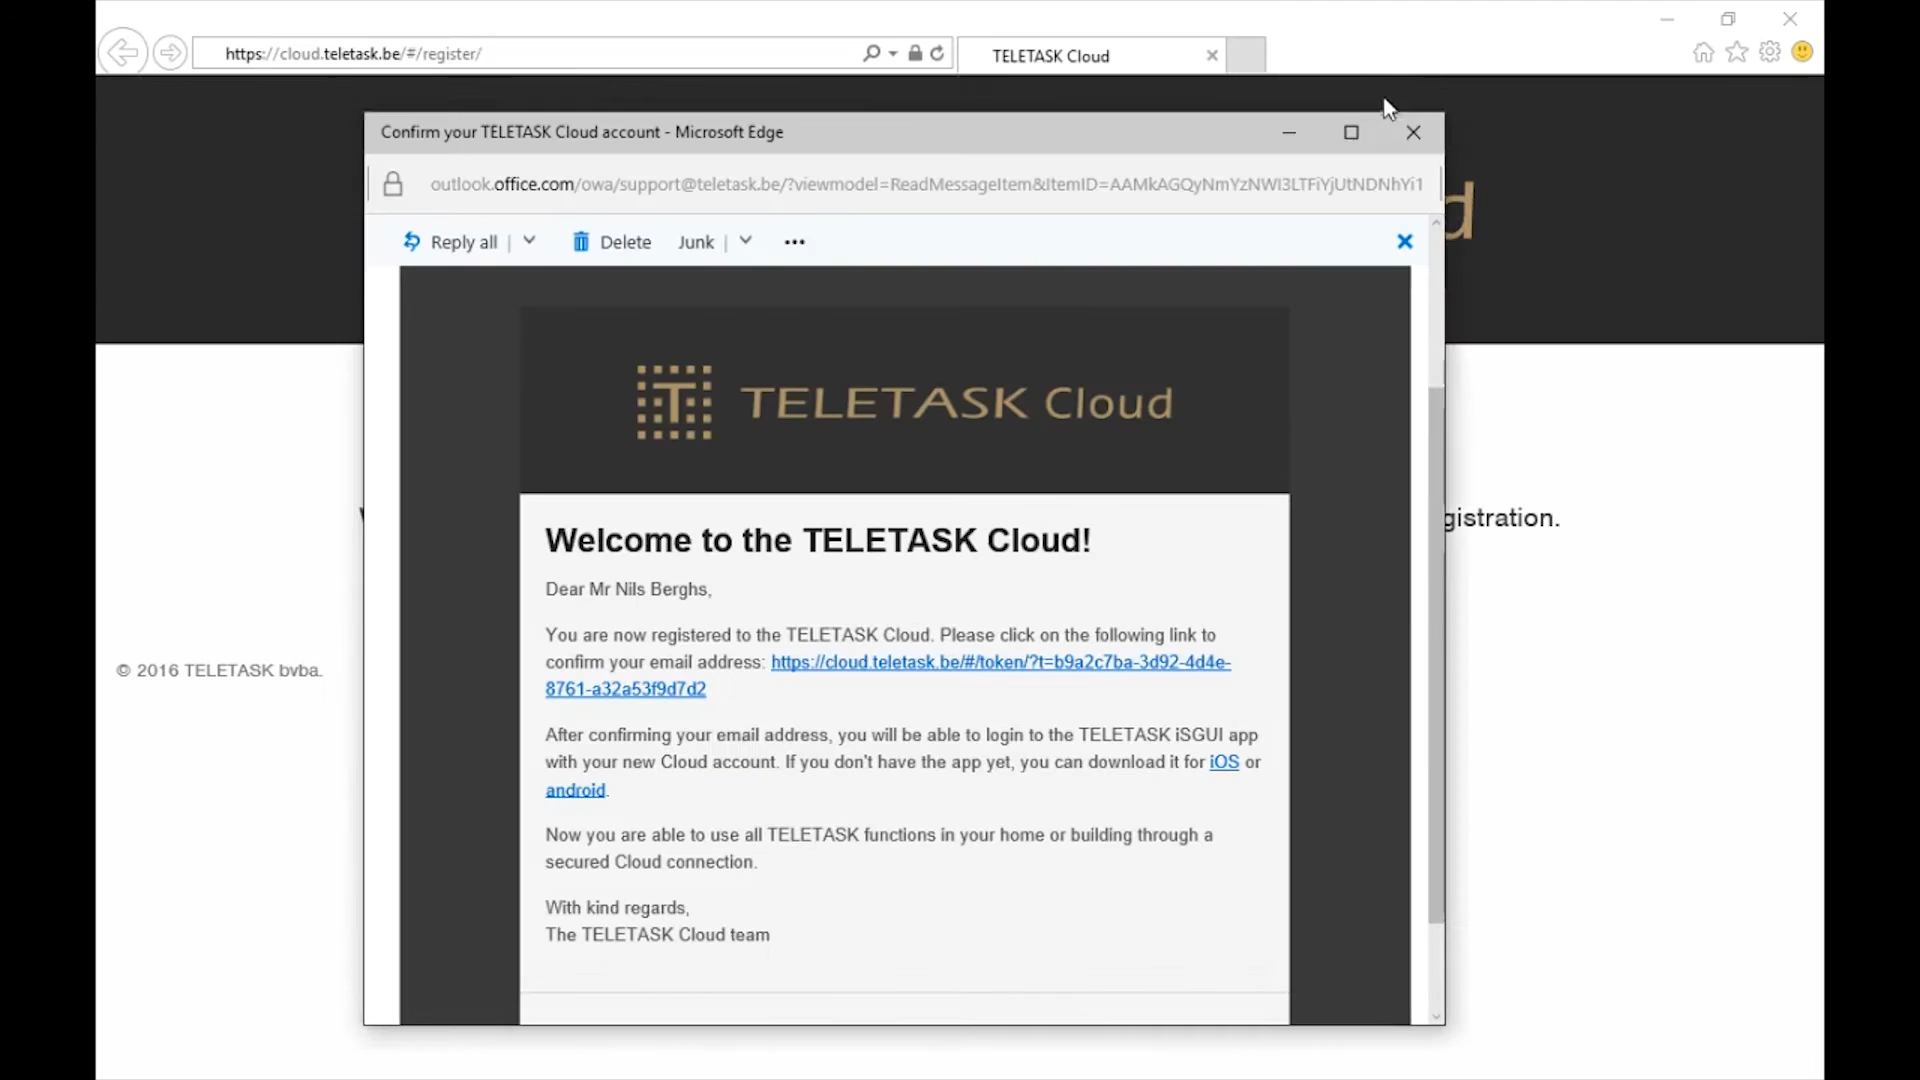 https://cloud.teletask.be/#/register/
TELETASK Cloud
Confirm your TELETASK Cloud account - Microsoft Edge
outlook.office.com/owa/support@teletask.be/?viewmodel=ReadMessageItem&ItemID=AAMkAGQyNmYzNWI3LTFiYjUtNDNhYi1
d
Reply all
Delete
Junk
TELETASK Cloud
Welcome to the TELETASK Cloud!
gistration.
Dear Mr Nils Berghs,
You are now registered to the TELETASK Cloud. Please click on the following link to
confirm your email address: https://cloud.teletask.be/#/token/?t=b9a2c7ba-3d92-4d4e-
8761-a32a53f9d7d2
© 2016 TELETASK bvba.
After confirming your email address, you will be able to login to the TELETASK iSGUI app
with your new Cloud account. If you don't have the app yet, you can download it for iOS or
android.
Now you are able to use all TELETASK functions in your home or building through a
secured Cloud connection.
With kind regards,
The TELETASK Cloud team